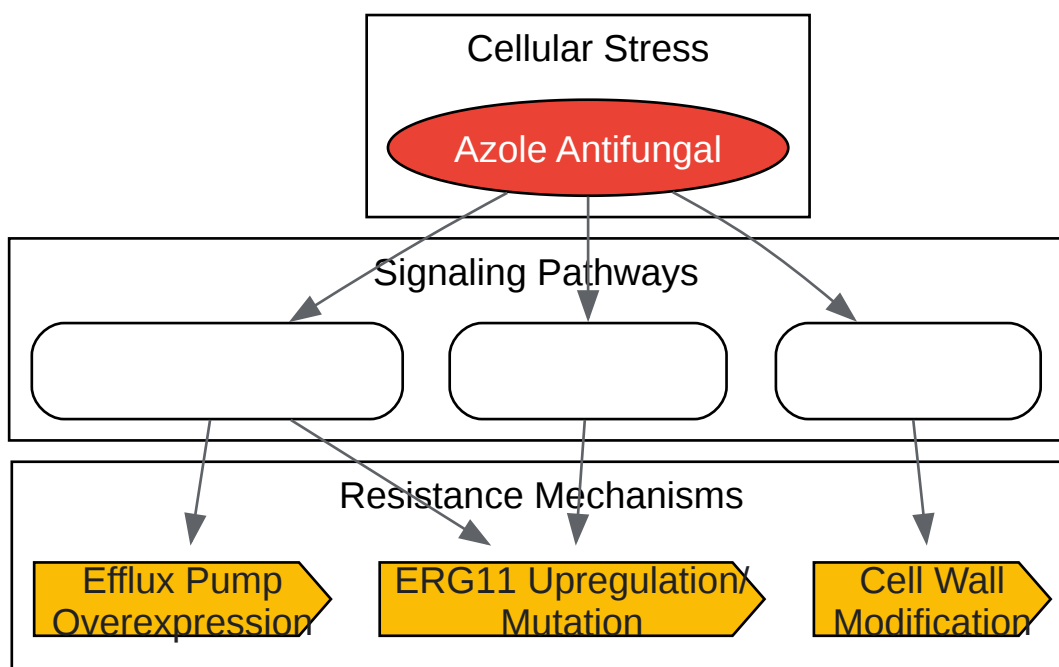 Cellular Stress
Azole Antifungal
Signaling Pathways
Resistance Mechanisms
Efflux Pump
Overexpression
ERG11 Upregulation/
Mutation
Cell Wall
Modification